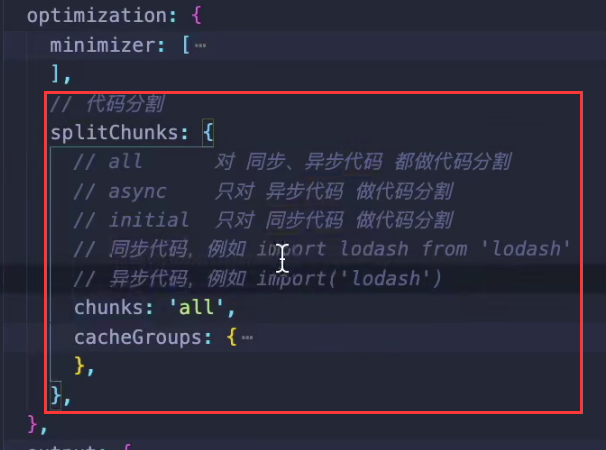 optimization: {
minimizer: [⋯
],
// 代码分割
splitChunks: {
// all 对 同步、异步代码 都做代码分割
// async 只对 异步代码 做代码分割
// initial 只对 同步代码 做代码分割
// 同步代码, 例如 import lodash from 'lodash'
// 异步代码, 例如 import('lodash')
chunks: 'all',
cacheGroups: {⋯
},
},
},
output: {